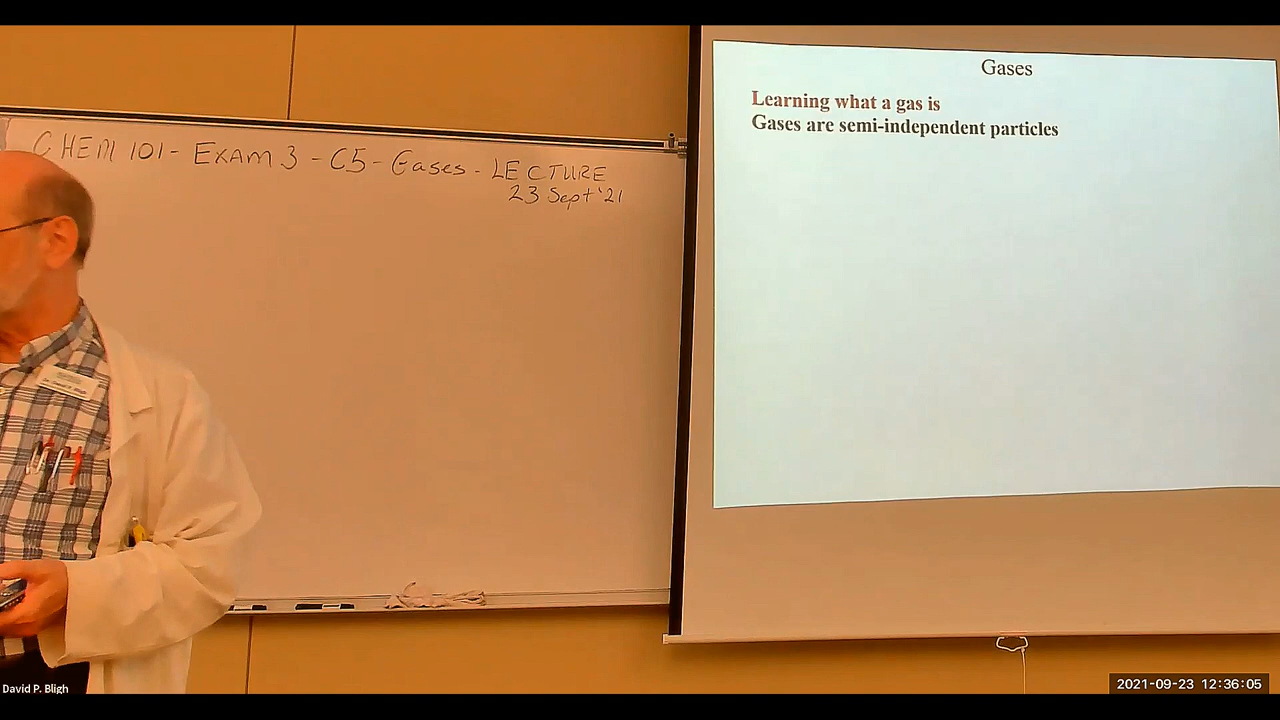 CHEM 101 - EXAM 3 - C5 - Gases - LECTURE
23 Sept '21
Gases
Learning what a gas is
Gases are semi-independent particles
David P. Bligh
2021-09-23 12:36:05